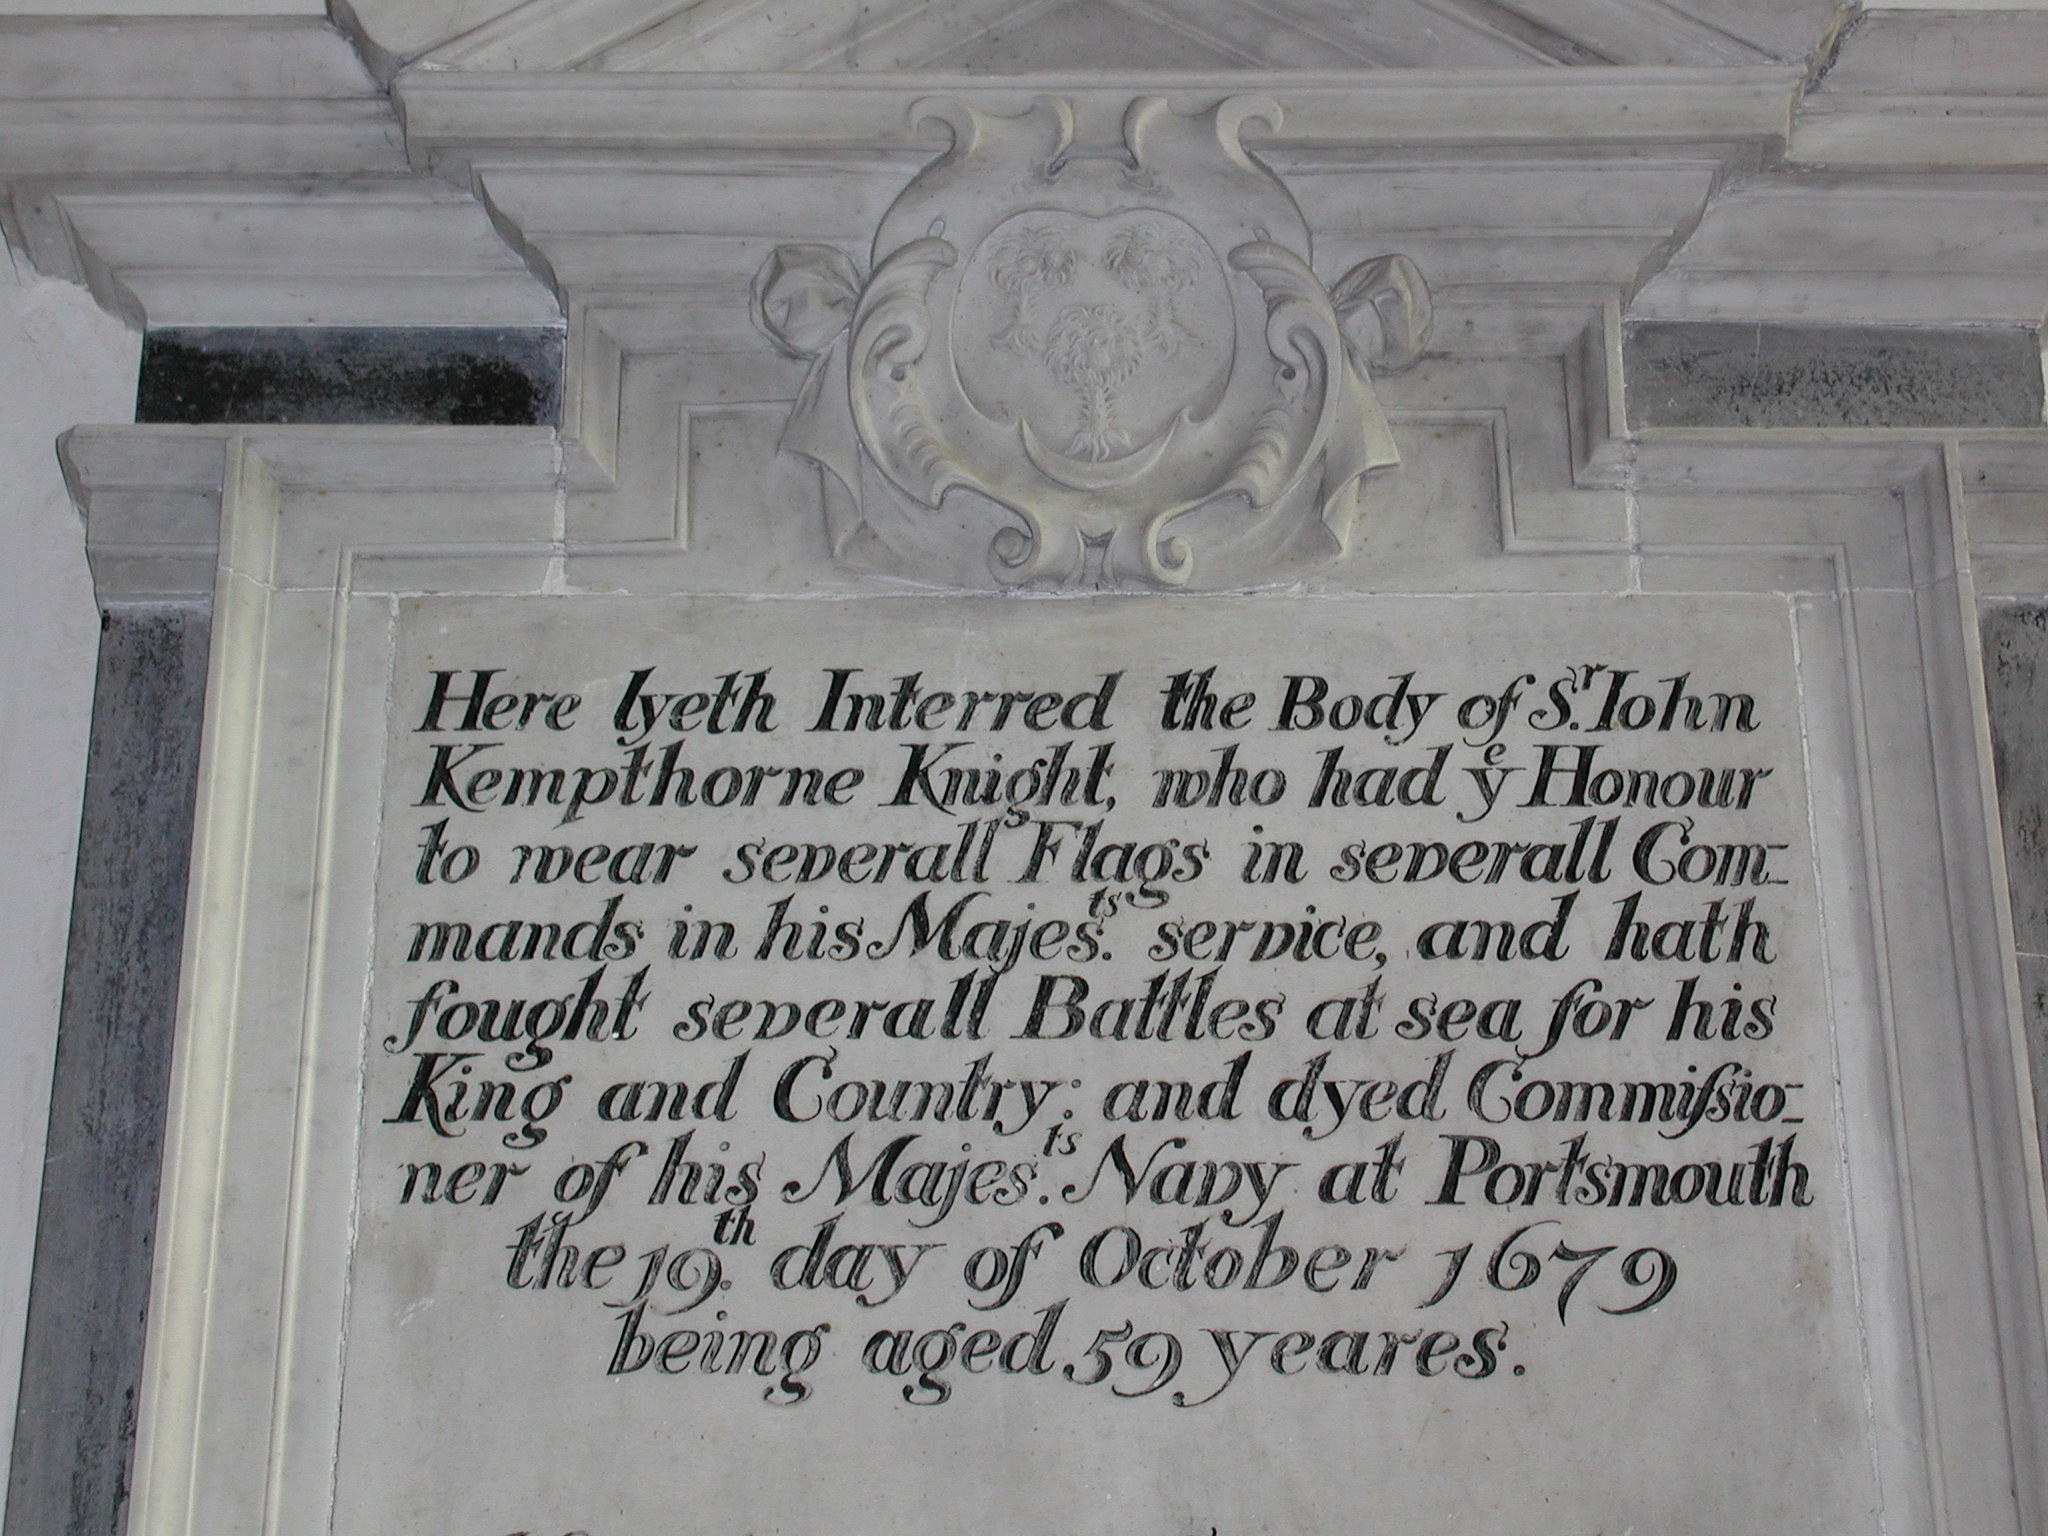 Here lyeth Interred the Body of Sr. Iohn
Kempthorne Knight, who had ye Honour
to wear severall Flags in severall Com-
mands in his Majests. service, and hath
fought severall Battles at sea for his
King and Country: and dyed Commiſsio-
ner of his Majests. Navy at Portsmouth
the 19th. day of October 1679
being aged 59 yeares.